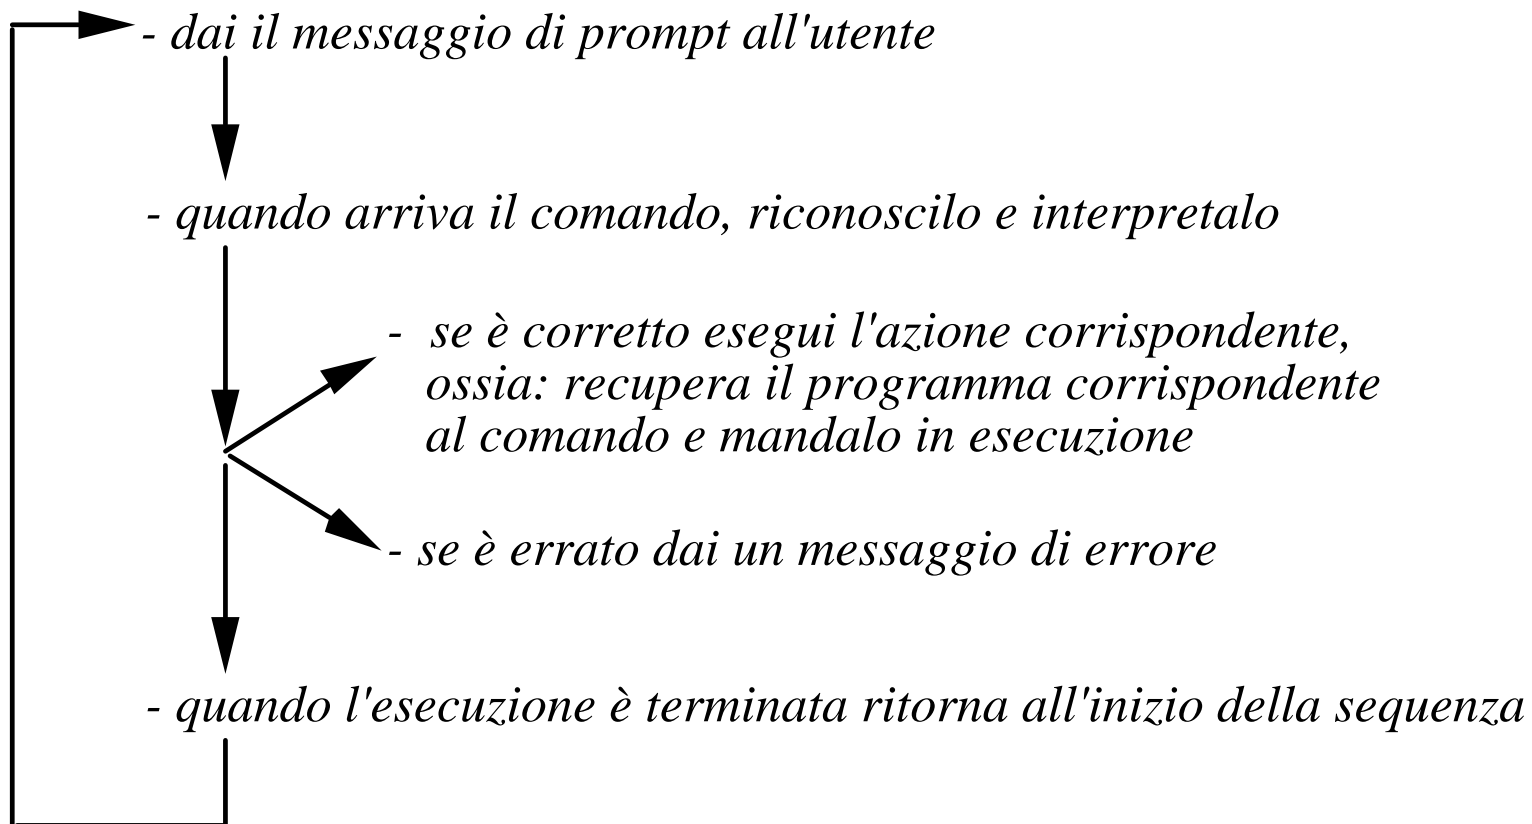 - dai il messaggio di prompt all'utente
- quando arriva il comando, riconoscilo e interpretalo
- se è corretto esegui l'azione corrispondente,
ossia: recupera il programma corrispondente
al comando e mandalo in esecuzione
- se è errato dai un messaggio di errore
- quando l'esecuzione è terminata ritorna all'inizio della sequenza